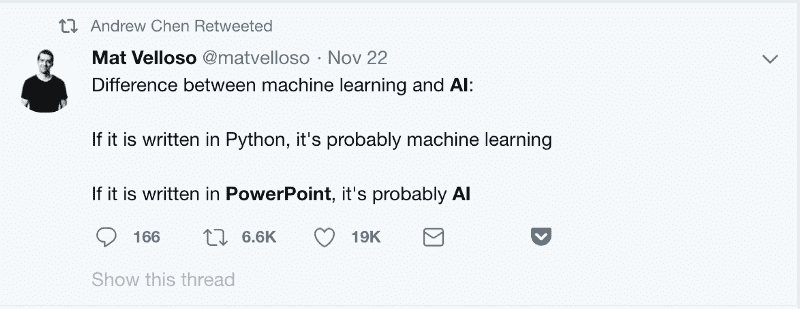 Andrew Chen Retweeted
Mat Velloso @matvelloso · Nov 22
Difference between machine learning and AI:
If it is written in Python, it's probably machine learning
If it is written in PowerPoint, it's probably AI
166 6.6K 19K
Show this thread